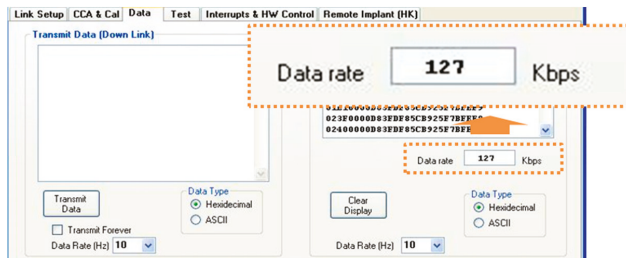 Link Setup CCA & Cal Data Test Interrupts & HW Control Remote Implant (HK)
Transmit Data (Down Link)
Data rate 127 Kbps
023F0000D83FDF85CB925F7BFEF9
02400000D83FDF85CB925F7BF
Data rate 127 Kbps
Transmit
Data
Data Type
Hexidecimal
ASCII
Transmit Forever
Data Rate (Hz) 10
Clear
Display
Data Type
Hexidecimal
ASCII
Data Rate (Hz) 10